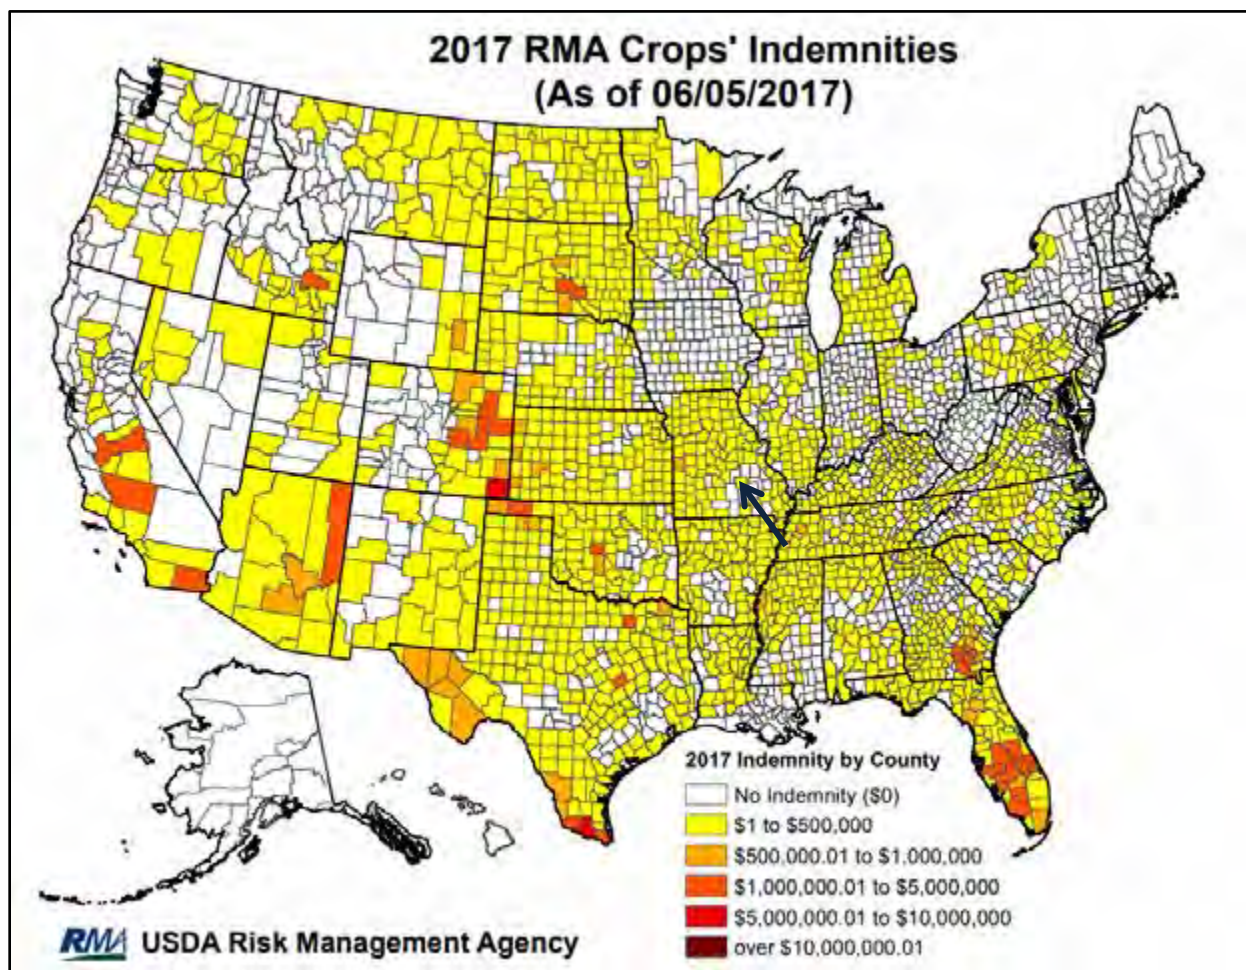 2017 RMA Crops' Indemnities
(As of 06/05/2017)
2017 Indemnity by County
No Indemnity ($0)
$1 to $500,000
$500,000.01 to $1,000,000
$1,000,000.01 to $5,000,000
$5,000,000.01 to $10,000,000
over $10,000,000.01
RMA USDA Risk Management Agency